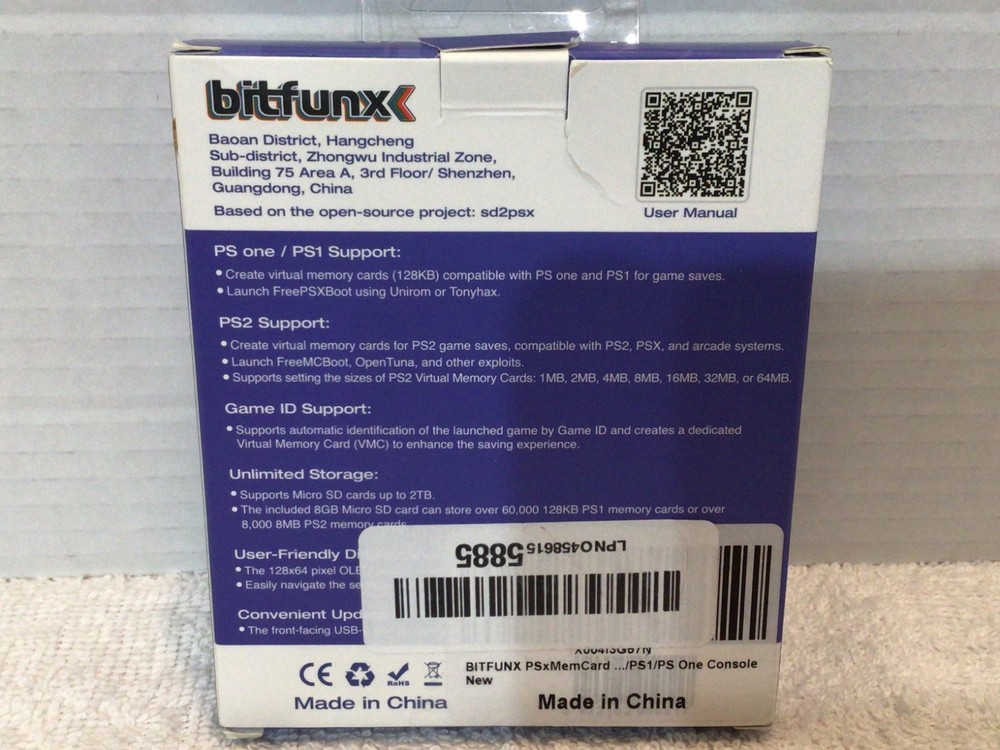 bitfunx
Baoan District, Hangcheng
Sub-district, Zhongwu Industrial Zone,
Building 75 Area A, 3rd Floor/ Shenzhen,
Guangdong, China
Based on the open-source project: sd2psx
User Manual
PS one / PS1 Support:
• Create virtual memory cards (128KB) compatible with PS one and PS1 for game saves.
• Launch FreePSXBoot using Unirom or Tonyhax.
PS2 Support:
• Create virtual memory cards for PS2 game saves, compatible with PS2, PSX, and arcade systems.
• Launch FreeMCBoot, OpenTuna, and other exploits.
• Supports setting the sizes of PS2 Virtual Memory Cards: 1MB, 2MB, 4MB, 8MB, 16MB, 32MB, or 64MB.
Game ID Support:
• Supports automatic identification of the launched game by Game ID and creates a dedicated
Virtual Memory Card (VMC) to enhance the saving experience.
Unlimited Storage:
• Supports Micro SD cards up to 2TB.
• The included 8GB Micro SD card can store over 60,000 128KB PS1 memory cards or over
8,000 8MB PS2 memory cards
User-Friendly Di
• The 128x64 pixel OLE
• Easily navigate the se
Convenient Upd
• The front-facing USB-
LPNO4586155885
BITFUNX PSxMemCard .../PS1/PS One Console
New
CE RoHS
Made in China
Made in China